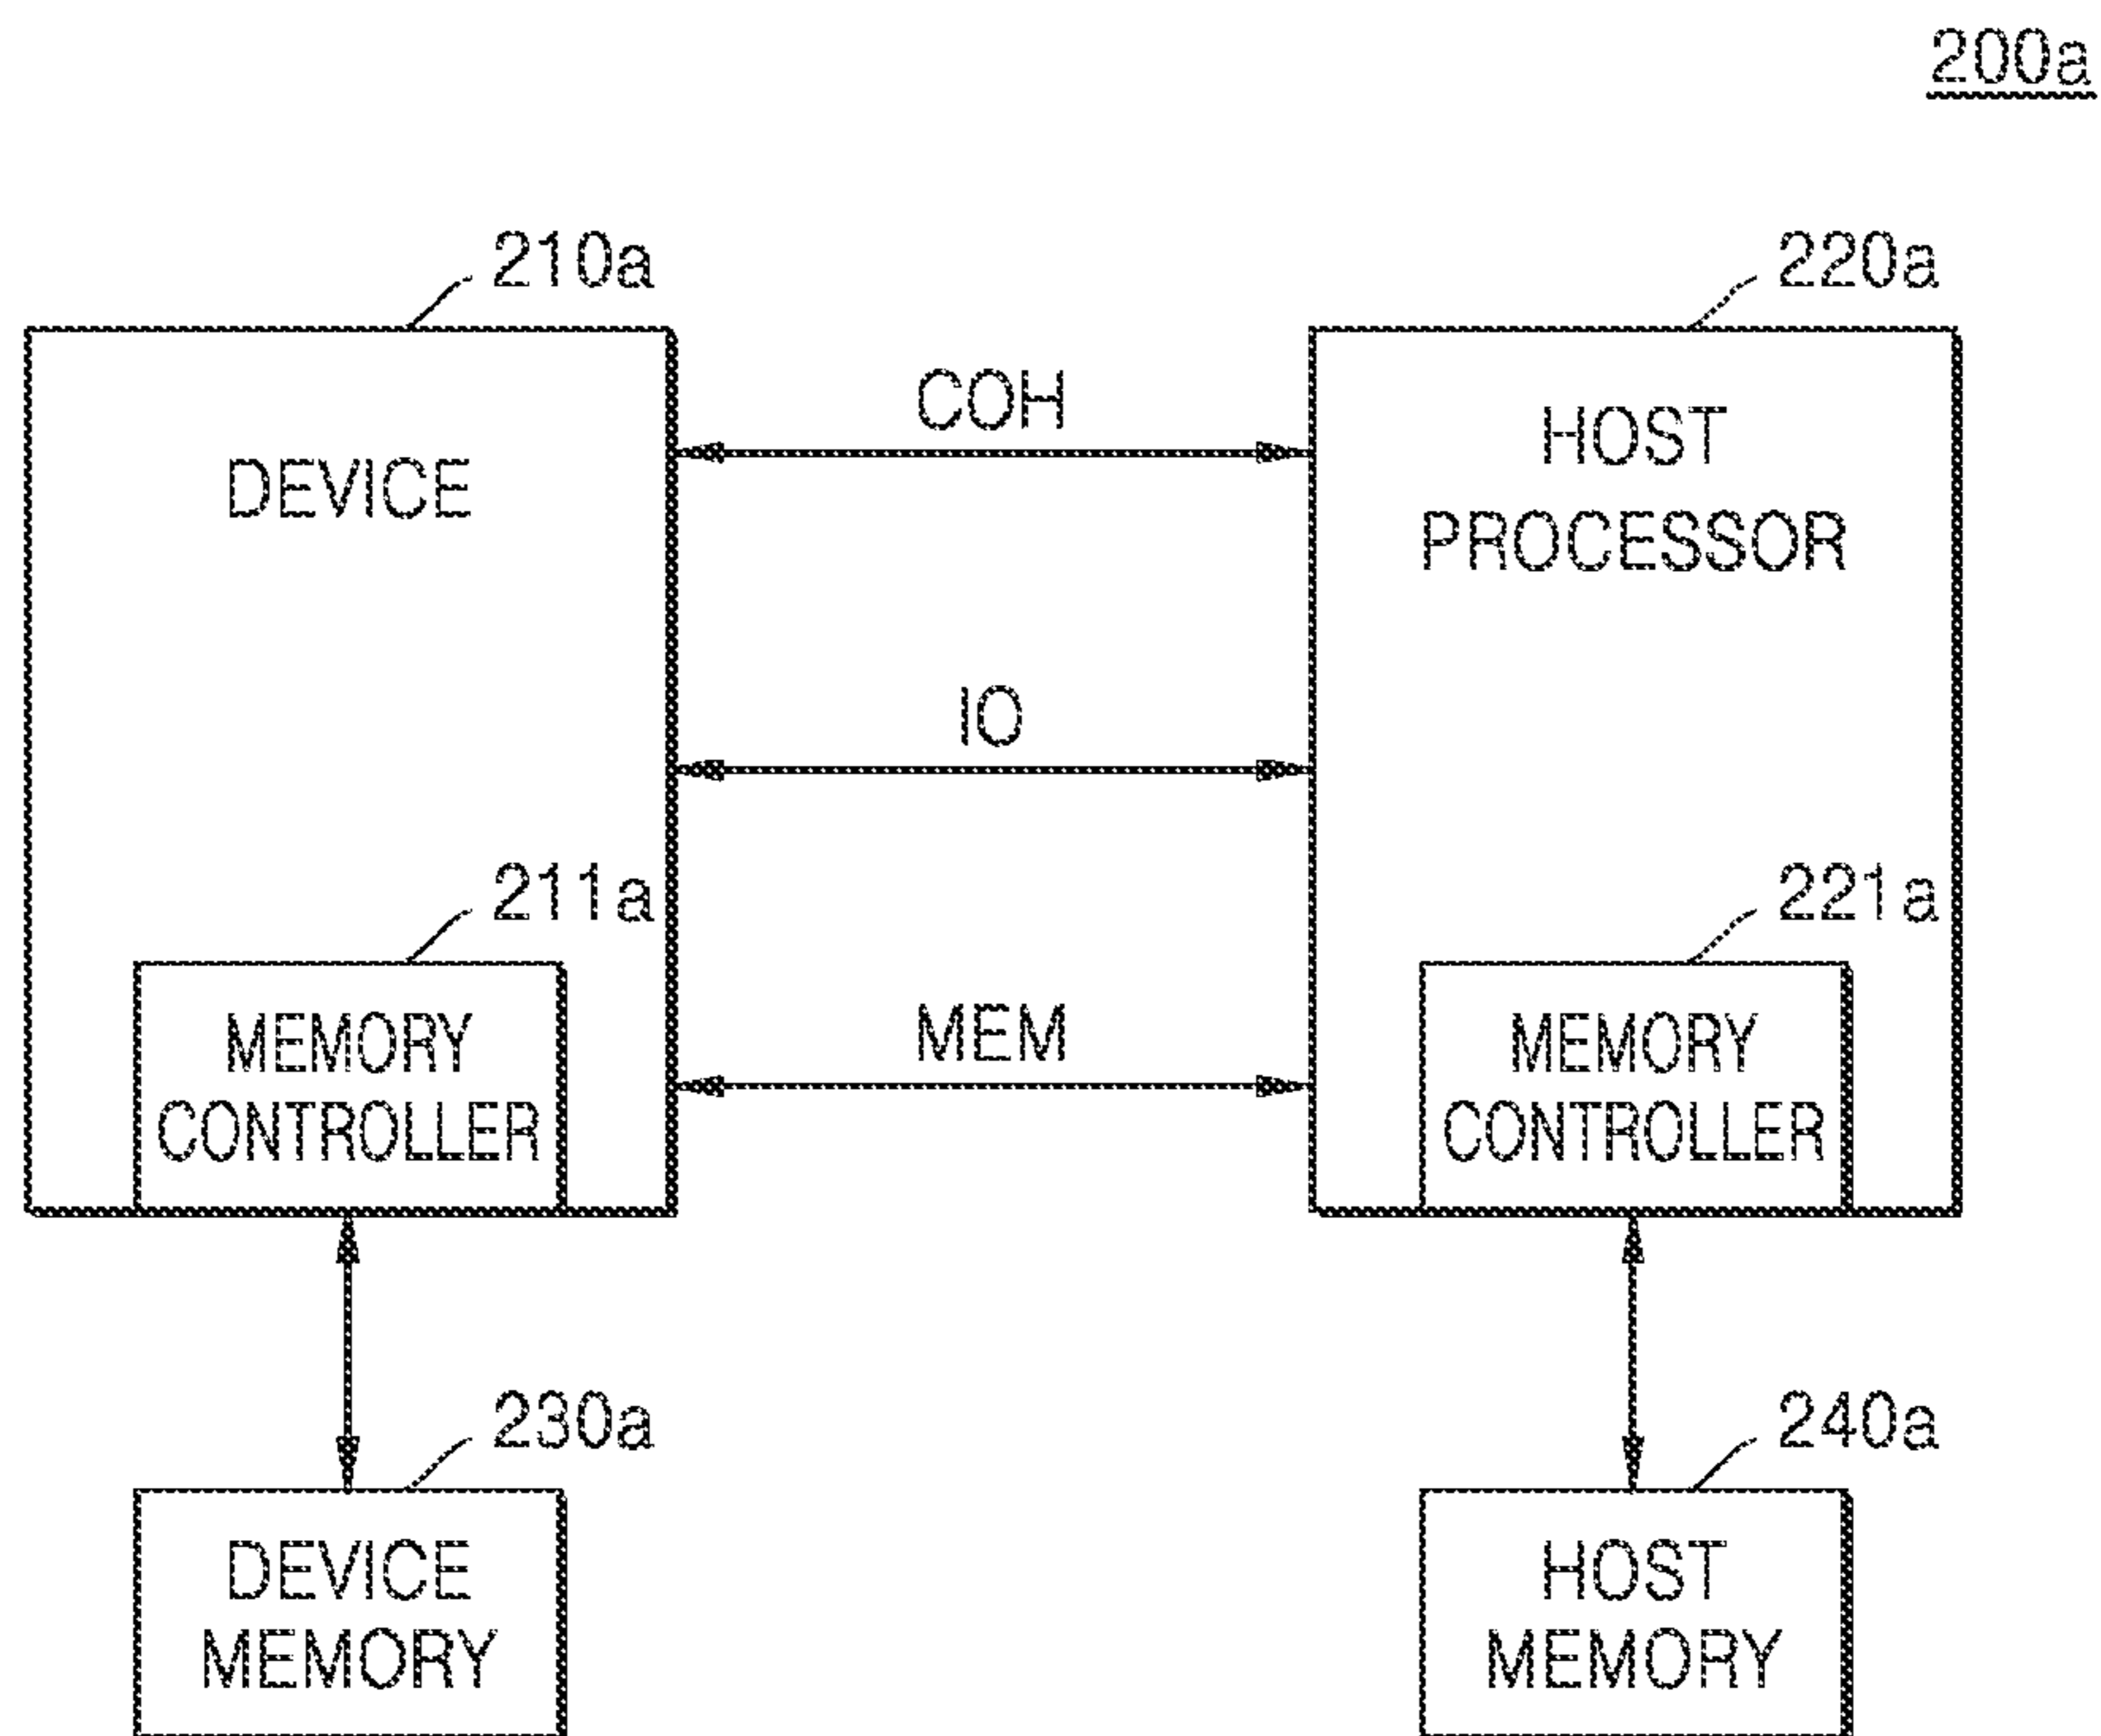 200a
210a
220a
COH
DEVICE
HOST
PROCESSOR
IO
211a
221a
MEMORY
CONTROLLER
MEM
MEMORY
CONTROLLER
230a
240a
DEVICE
MEMORY
HOST
MEMORY